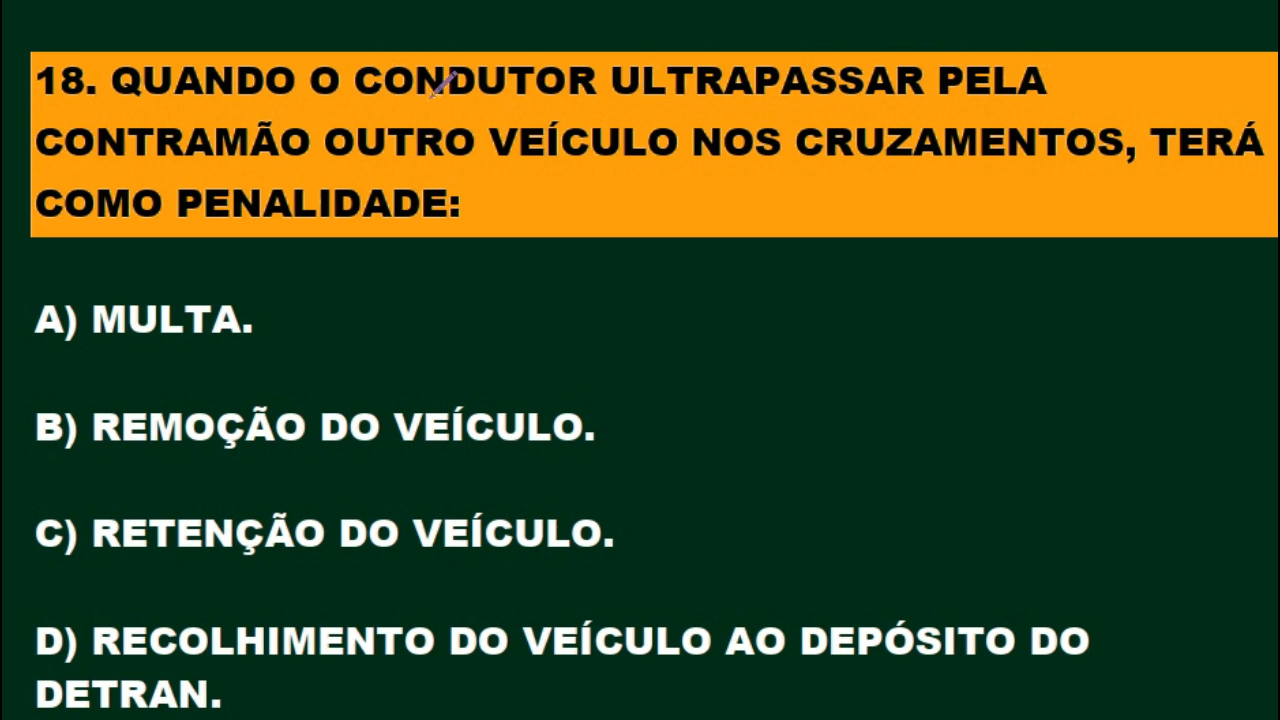 18. QUANDO O CONDUTOR ULTRAPASSAR PELA
CONTRAMÃO OUTRO VEÍCULO NOS CRUZAMENTOS, TERÁ
COMO PENALIDADE:
A) MULTA.
B) REMOÇÃO DO VEÍCULO.
C) RETENÇÃO DO VEÍCULO.
D) RECOLHIMENTO DO VEÍCULO AO DEPÓSITO DO
DETRAN.